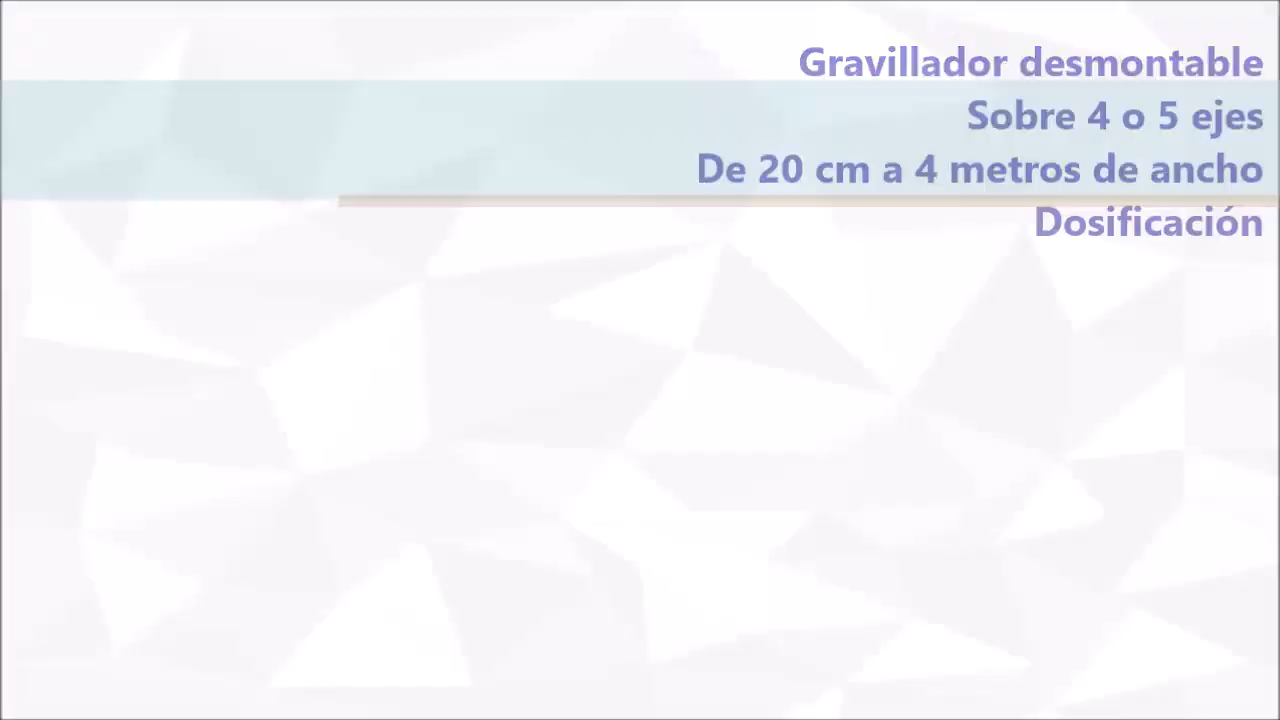 Gravillador desmontable
Sobre 4 o 5 ejes
De 20 cm a 4 metros de ancho
Dosificación